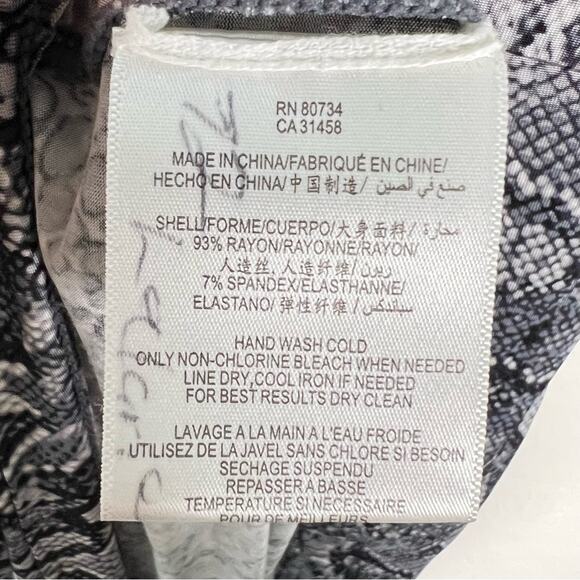 RN 80734
CA 31458
MADE IN CHINA/FABRIQUÉ EN CHINE/
HECHO EN CHINA/中国制造/ صنع في الصين
SHELL/FORME/CUERPO/大身面料/ محارة/
93% RAYON/RAYONNE/RAYON/
人造丝,人造纤维/ ريون/
7% SPANDEX/ELASTHANNE/
ELASTANO/弹性纤维/ سباندكس/
HAND WASH COLD
ONLY NON-CHLORINE BLEACH WHEN NEEDED
LINE DRY,COOL IRON IF NEEDED
FOR BEST RESULTS DRY CLEAN
LAVAGE A LA MAIN A L'EAU FROIDE
UTILISEZ DE LA JAVEL SANS CHLORE SI BESOIN
SECHAGE SUSPENDU
REPASSER A BASSE
TEMPERATURE SI NECESSAIRE
POUR DE MEILLEURS